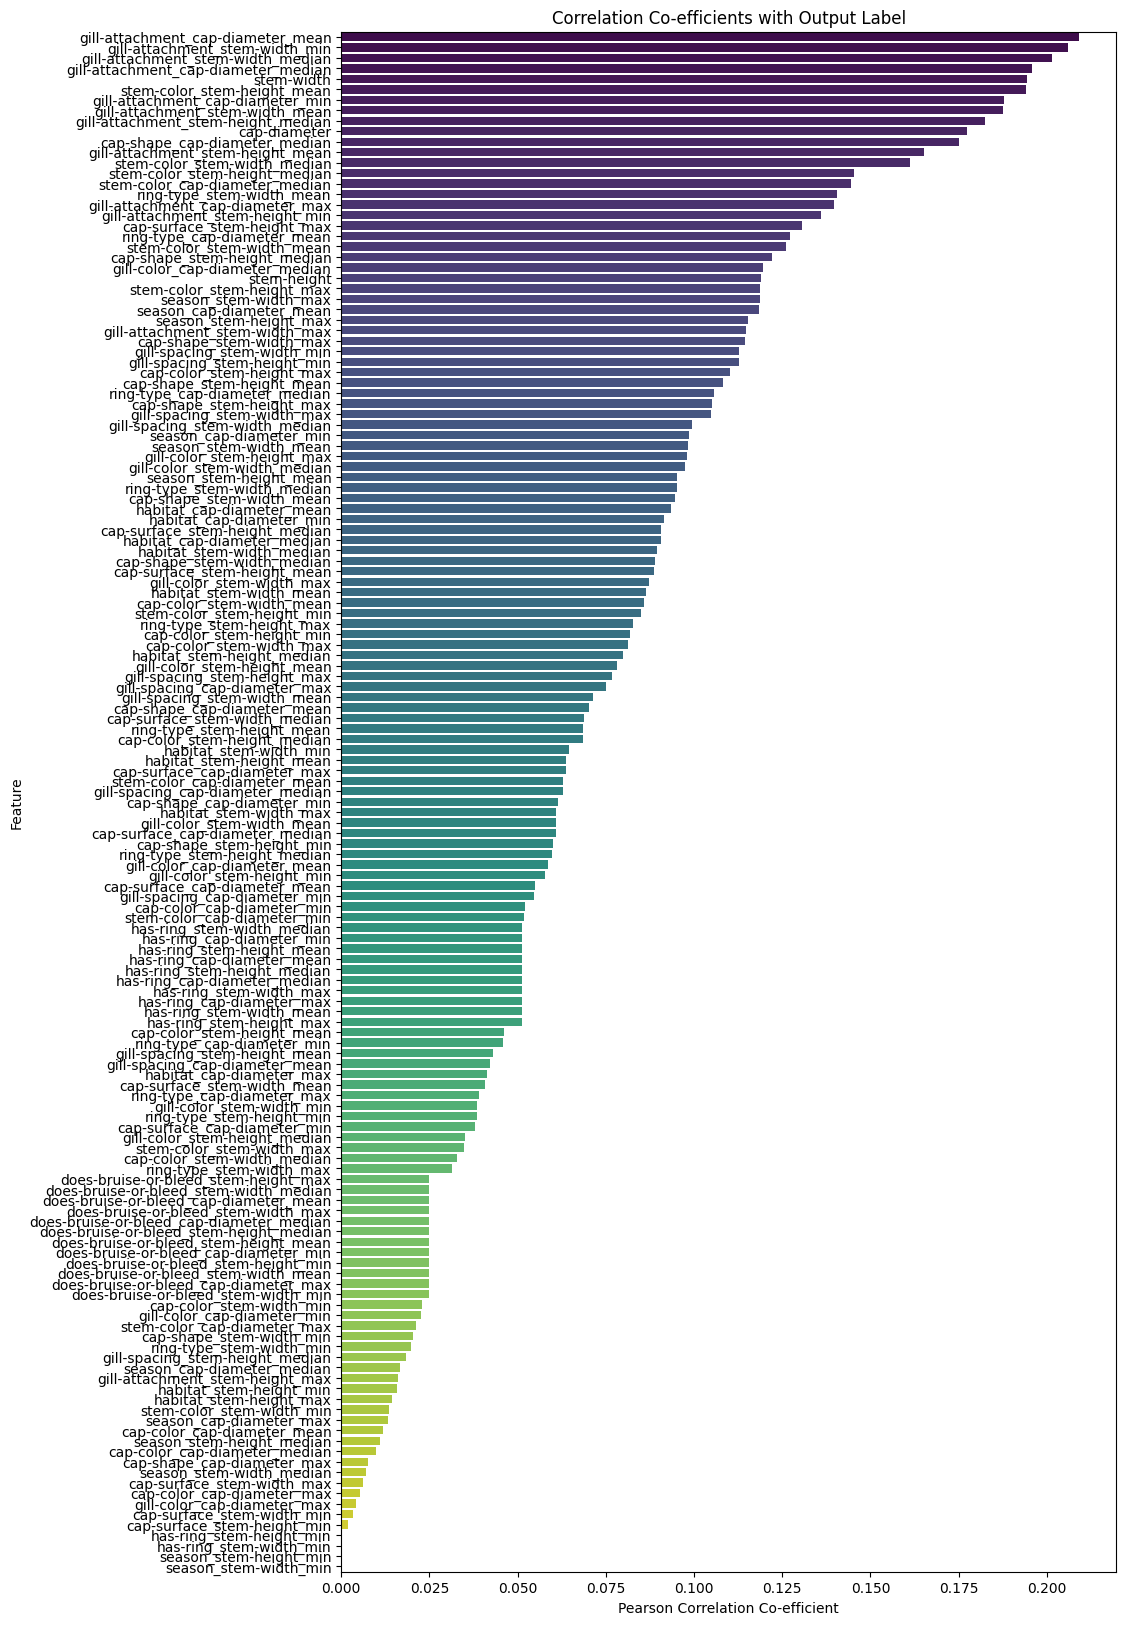 Correlation Co-efficients with Output Label
gill-attachment_cap-diameter_mean
gill-attachment_stem-width_min
gill-attachment_stem-width_median
gill-attachment_cap-diameter_median
stem-width
stem-color_stem-height_mean
gill-attachment_cap-diameter_min
gill-attachment_stem-width_mean
gill-attachment_stem-height_median
cap-diameter
cap-shape_cap-diameter_median
gill-attachment_stem-height_mean
stem-color_stem-width_median
stem-color_stem-height_median
stem-color_cap-diameter_median
ring-type_stem-width_mean
gill-attachment_cap-diameter_max
gill-attachment_stem-height_min
cap-surface_stem-height_max
ring-type_cap-diameter_mean
stem-color_stem-width_mean
cap-shape_stem-height_median
gill-color_cap-diameter_median
stem-height
stem-color_stem-height_max
season_stem-width_max
season_cap-diameter_mean
season_stem-height_max
gill-attachment_stem-width_max
cap-shape_stem-width_max
gill-spacing_stem-width_min
gill-spacing_stem-height_min
cap-color_stem-height_max
cap-shape_stem-height_mean
ring-type_cap-diameter_median
cap-shape_stem-height_max
gill-spacing_stem-width_max
gill-spacing_stem-width_median
season_cap-diameter_min
season_stem-width_mean
gill-color_stem-height_max
gill-color_stem-width_median
season_stem-height_mean
ring-type_stem-width_median
cap-shape_stem-width_mean
habitat_cap-diameter_mean
habitat_cap-diameter_min
cap-surface_stem-height_median
habitat_cap-diameter_median
habitat_stem-width_median
cap-shape_stem-width_median
cap-surface_stem-height_mean
gill-color_stem-width_max
habitat_stem-width_mean
cap-color_stem-width_mean
stem-color_stem-height_min
ring-type_stem-height_max
cap-color_stem-height_min
cap-color_stem-width_max
habitat_stem-height_median
gill-color_stem-height_mean
gill-spacing_stem-height_max
gill-spacing_cap-diameter_max
gill-spacing_stem-width_mean
cap-shape_cap-diameter_mean
cap-surface_stem-width_median
ring-type_stem-height_mean
cap-color_stem-height_median
habitat_stem-width_min
habitat_stem-height_mean
cap-surface_cap-diameter_max
stem-color_cap-diameter_mean
gill-spacing_cap-diameter_median
cap-shape_cap-diameter_min
habitat_stem-width_max
gill-color_stem-width_mean
cap-surface_cap-diameter_median
cap-shape_stem-height_min
ring-type_stem-height_median
gill-color_cap-diameter_mean
gill-color_stem-height_min
cap-surface_cap-diameter_mean
gill-spacing_cap-diameter_min
cap-color_cap-diameter_min
stem-color_cap-diameter_min
has-ring_stem-width_median
has-ring_cap-diameter_min
has-ring_stem-height_mean
has-ring_cap-diameter_mean
has-ring_stem-height_median
has-ring_cap-diameter_median
has-ring_stem-width_max
has-ring_cap-diameter_max
has-ring_stem-width_mean
has-ring_stem-height_max
cap-color_stem-height_mean
ring-type_cap-diameter_min
gill-spacing_stem-height_mean
gill-spacing_cap-diameter_mean
habitat_cap-diameter_max
cap-surface_stem-width_mean
ring-type_cap-diameter_max
gill-color_stem-width_min
ring-type_stem-height_min
cap-surface_cap-diameter_min
gill-color_stem-height_median
stem-color_stem-width_max
cap-color_stem-width_median
ring-type_stem-width_max
does-bruise-or-bleed_stem-height_max
does-bruise-or-bleed_stem-width_median
does-bruise-or-bleed_cap-diameter_mean
does-bruise-or-bleed_stem-width_max
does-bruise-or-bleed_cap-diameter_median
does-bruise-or-bleed_stem-height_median
does-bruise-or-bleed_stem-height_mean
does-bruise-or-bleed_cap-diameter_min
does-bruise-or-bleed_stem-height_min
does-bruise-or-bleed_stem-width_mean
does-bruise-or-bleed_cap-diameter_max
does-bruise-or-bleed_stem-width_min
cap-color_stem-width_min
gill-color_cap-diameter_min
stem-color_cap-diameter_max
cap-shape_stem-width_min
ring-type_stem-width_min
gill-spacing_stem-height_median
season_cap-diameter_median
gill-attachment_stem-height_max
habitat_stem-height_min
habitat_stem-height_max
stem-color_stem-width_min
season_cap-diameter_max
cap-color_cap-diameter_mean
season_stem-height_median
cap-color_cap-diameter_median
cap-shape_cap-diameter_max
season_stem-width_median
cap-surface_stem-width_max
cap-color_cap-diameter_max
gill-color_cap-diameter_max
cap-surface_stem-width_min
cap-surface_stem-height_min
has-ring_stem-height_min
has-ring_stem-width_min
season_stem-height_min
season_stem-width_min
Feature
0.000 0.025 0.050 0.075 0.100 0.125 0.150 0.175 0.200
Pearson Correlation Co-efficient